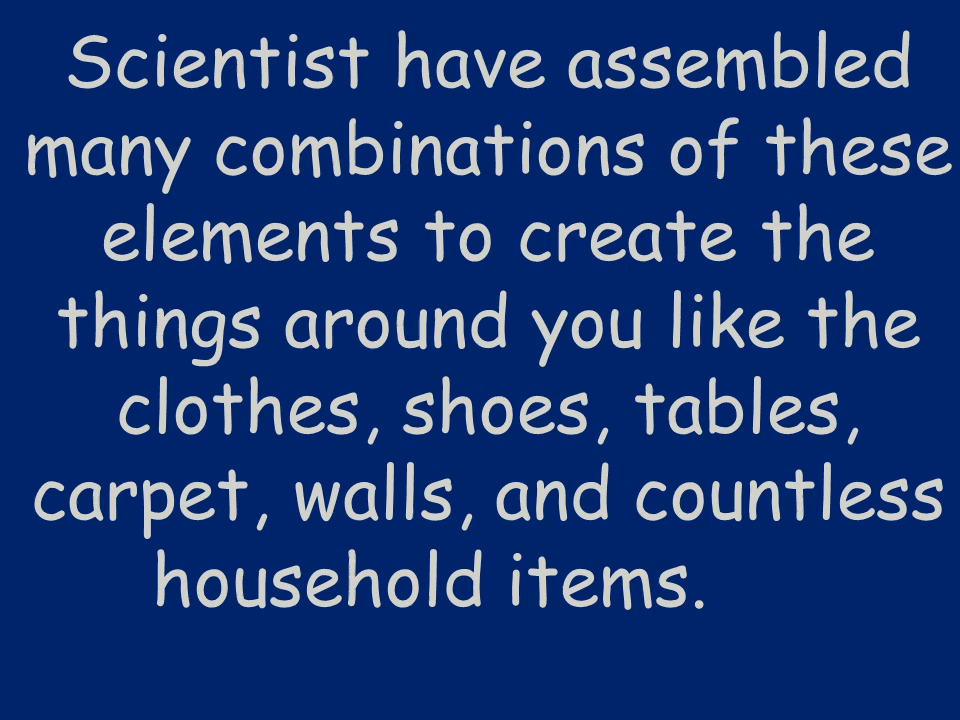 Scientist have assembled
many combinations of these
elements to create the
things around you like the
clothes, shoes, tables,
carpet, walls, and countless
household items.